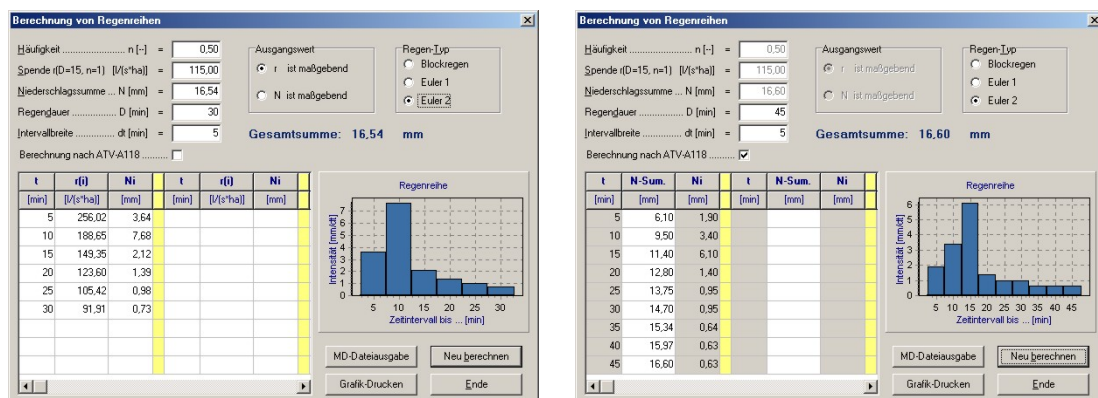 Berechnung von Regenreihen
Häufigkeit ...................... n [--] = 0,50
Spende r(D=15, n=1) [l/(s*ha)] = 115,00
Niederschlagssumme ... N [mm] = 16,54
Regendauer ................ D [min] = 30
Intervallbreite ................ dt [min] = 5
Berechnung nach ATV-A118 ..........
Ausgangswert
r ist maßgebend
N ist maßgebend
Regen-Typ
Blockregen
Euler 1
Euler 2
Gesamtsumme: 16,54 mm
t r(i) Ni t r(i) Ni
[min] [l/(s*ha)] [mm] [min] [l/(s*ha)] [mm]
5 256,02 3,64
10 188,65 7,68
15 149,35 2,12
20 123,60 1,39
25 105,42 0,98
30 91,91 0,73
Regenreihe
Intensität [mm/dt]
7
6
5
4
3
2
1
0
5 10 15 20 25 30
Zeitintervall bis ... [min]
MD-Dateiausgabe Neu berechnen
Grafik-Drucken Ende
Berechnung von Regenreihen
Häufigkeit ...................... n [--] = 0,50
Spende r(D=15, n=1) [l/(s*ha)] = 115,00
Niederschlagssumme ... N [mm] = 16,60
Regendauer ................ D [min] = 45
Intervallbreite ................ dt [min] = 5
Berechnung nach ATV-A118 ..........
Ausgangswert
r ist maßgebend
N ist maßgebend
Regen-Typ
Blockregen
Euler 1
Euler 2
Gesamtsumme: 16,60 mm
t N-Sum. Ni t N-Sum. Ni
[min] [mm] [mm] [min] [mm] [mm]
5 6,10 1,90
10 9,50 3,40
15 11,40 6,10
20 12,80 1,40
25 13,75 0,95
30 14,70 0,95
35 15,34 0,64
40 15,97 0,63
45 16,60 0,63
Regenreihe
Intensität [mm/dt]
6
5
4
3
2
1
0
5 10 15 20 25 30 35 40 45
Zeitintervall bis ... [min]
MD-Dateiausgabe Neu berechnen
Grafik-Drucken Ende